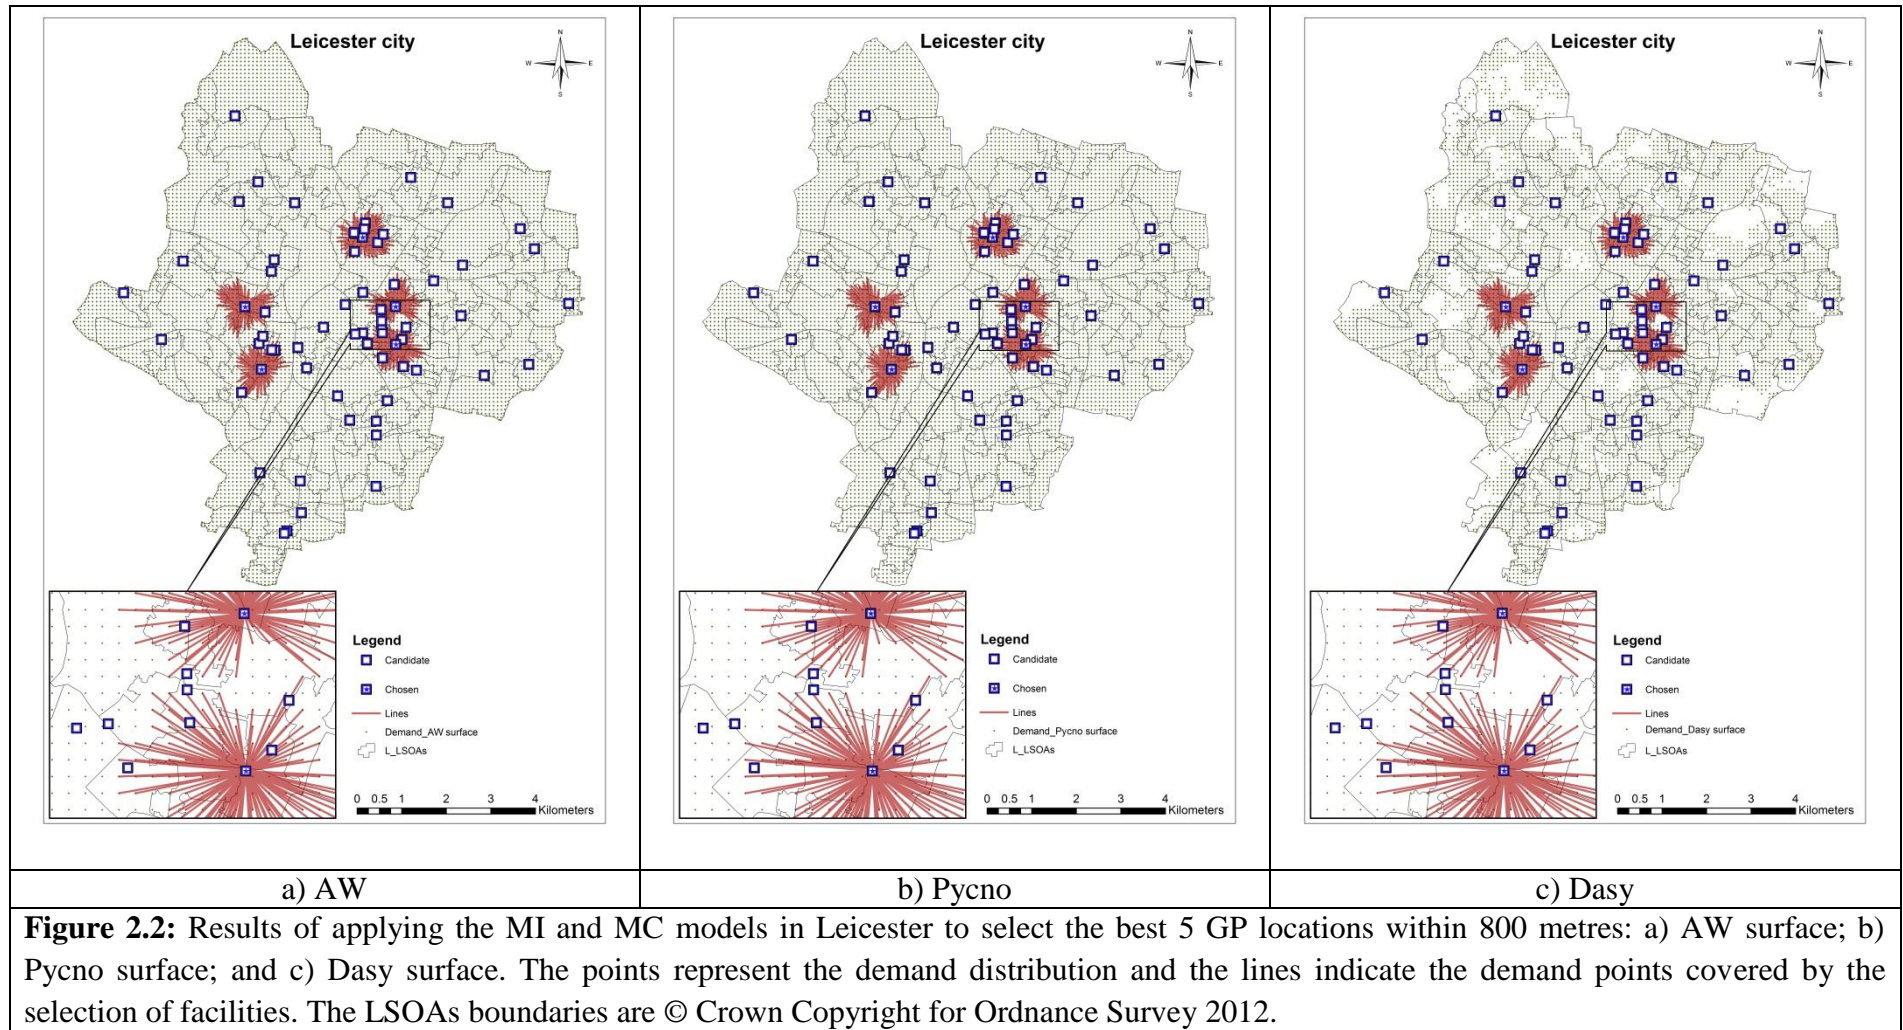 Leicester city
N
W E
S
Legend
Candidate
Chosen
Lines
Demand_AW surface
L_LSOAs
0 0.5 1 2 3 4
Kilometers
Leicester city
N
W E
S
Legend
Candidate
Chosen
Lines
Demand_Pycno surface
L_LSOAs
0 0.5 1 2 3 4
Kilometers
Leicester city
N
W E
S
Legend
Candidate
Chosen
Lines
Demand_Dasy surface
L_LSOAs
0 0.5 1 2 3 4
Kilometers
a) AW
b) Pycno
c) Dasy
Figure 2.2: Results of applying the MI and MC models in Leicester to select the best 5 GP locations within 800 metres: a) AW surface; b)
Pycno surface; and c) Dasy surface. The points represent the demand distribution and the lines indicate the demand points covered by the
selection of facilities. The LSOAs boundaries are © Crown Copyright for Ordnance Survey 2012.